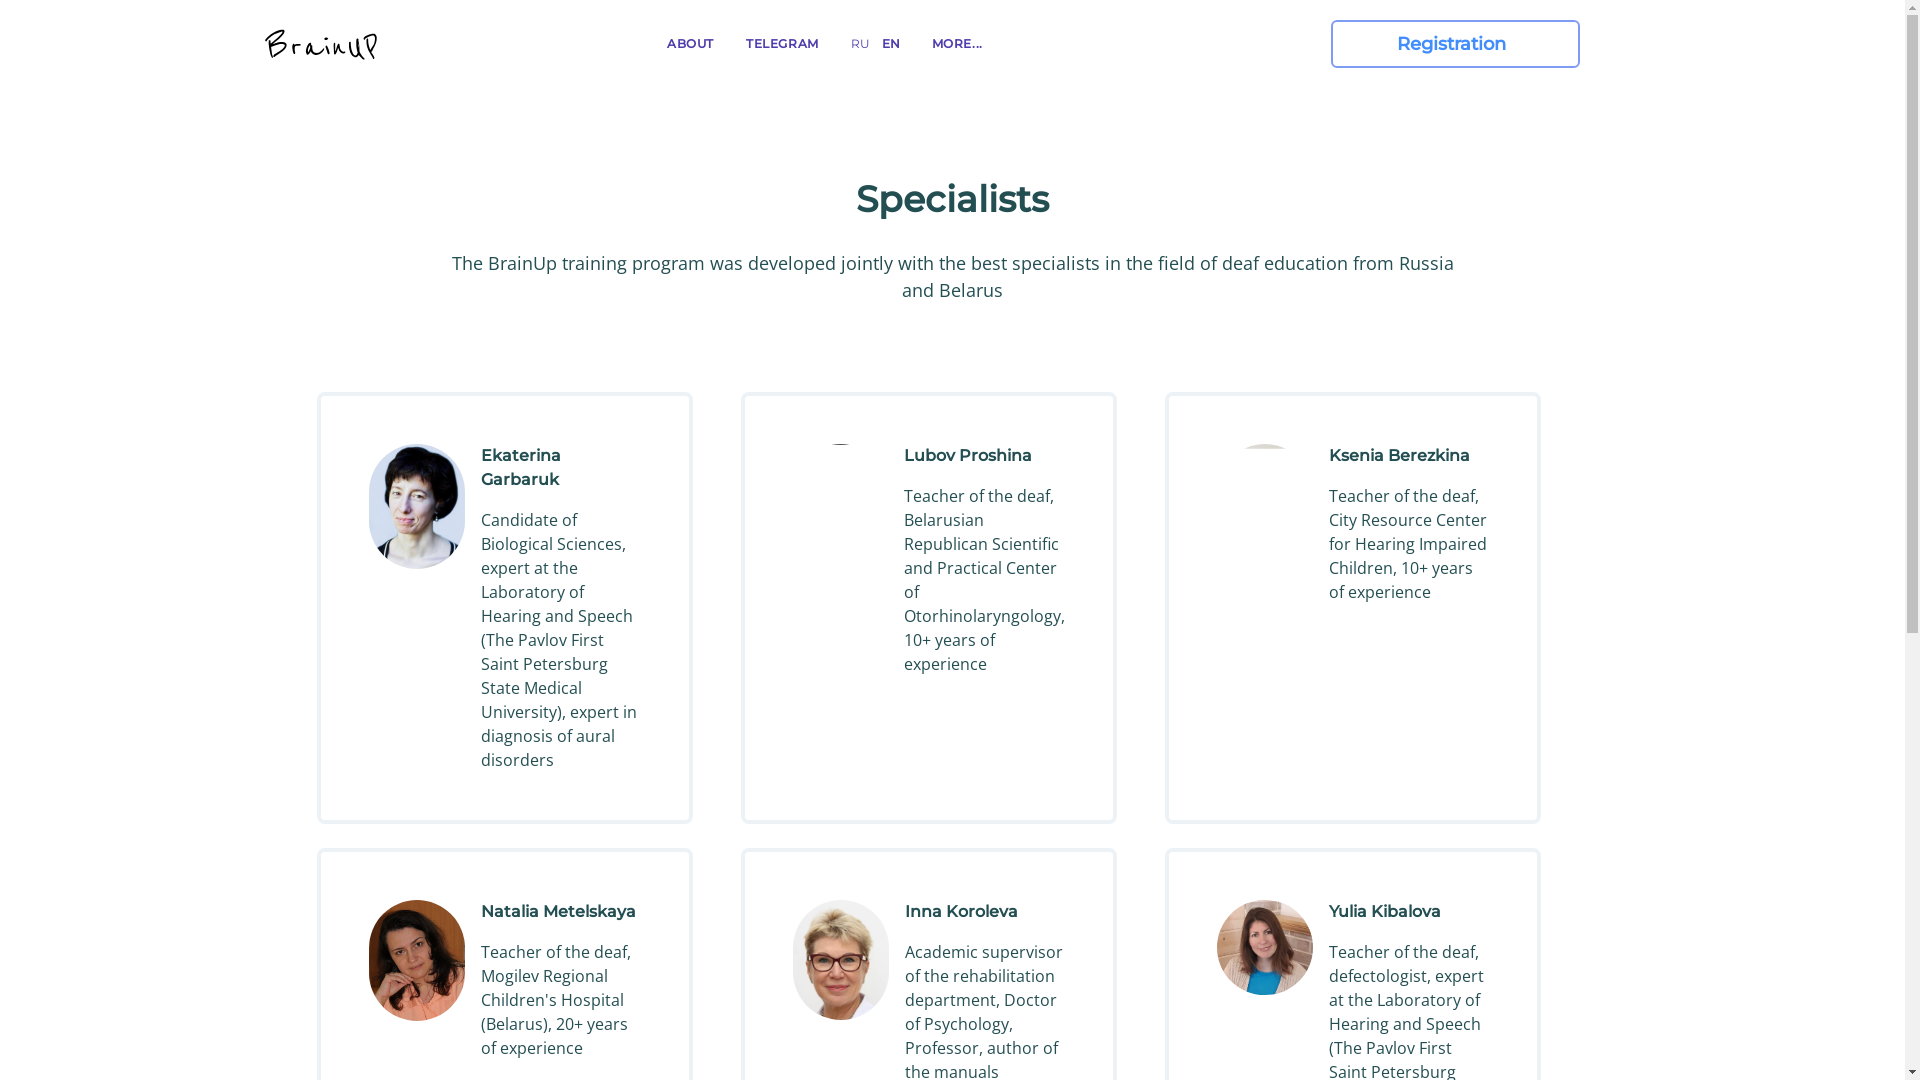 BrainUP
ABOUT
TELEGRAM
RU
EN
MORE...
Registration
Specialists
The BrainUp training program was developed jointly with the best specialists in the field of deaf education from Russia
and Belarus
Ekaterina
Garbaruk
Candidate of
Biological Sciences,
expert at the
Laboratory of
Hearing and Speech
(The Pavlov First
Saint Petersburg
State Medical
University), expert in
diagnosis of aural
disorders
Lubov Proshina
Teacher of the deaf,
Belarusian
Republican Scientific
and Practical Center
of
Otorhinolaryngology,
10+ years of
experience
Ksenia Berezkina
Teacher of the deaf,
City Resource Center
for Hearing Impaired
Children, 10+ years
of experience
Natalia Metelskaya
Teacher of the deaf,
Mogilev Regional
Children's Hospital
(Belarus), 20+ years
of experience
Inna Koroleva
Academic supervisor
of the rehabilitation
department, Doctor
of Psychology,
Professor, author of
the manuals
Yulia Kibalova
Teacher of the deaf,
defectologist, expert
at the Laboratory of
Hearing and Speech
(The Pavlov First
Saint Petersburg